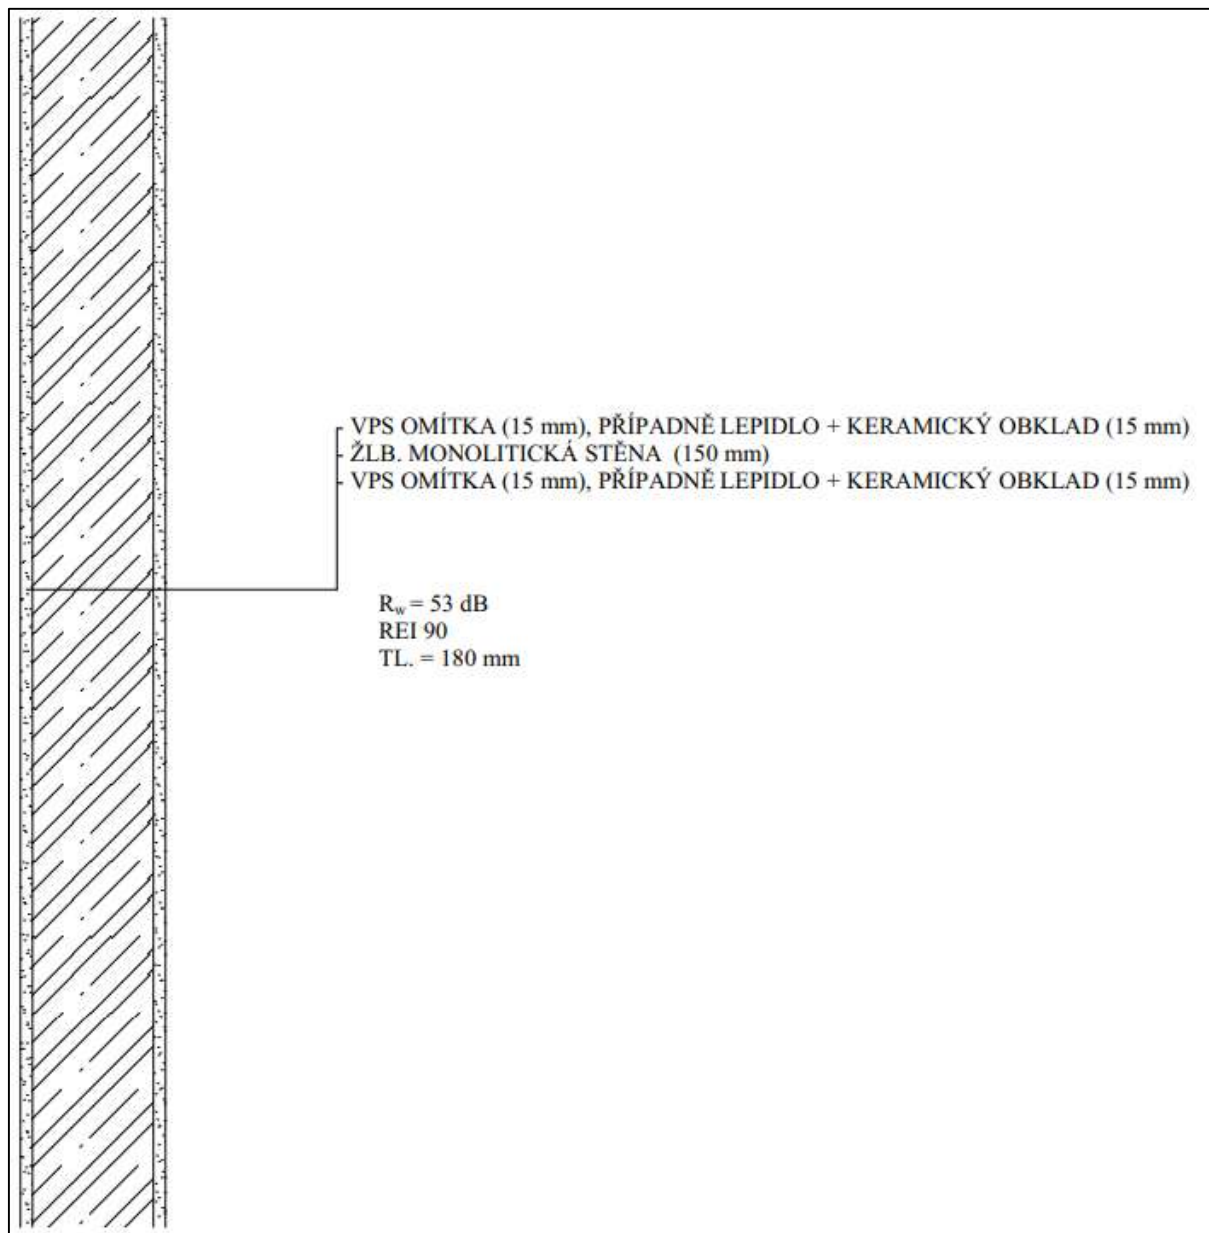 VPS OMÍTKA (15 mm), PŘÍPADNĚ LEPIDLO + KERAMICKÝ OBKLAD (15 mm)
ŽLB. MONOLITICKÁ STĚNA (150 mm)
VPS OMÍTKA (15 mm), PŘÍPADNĚ LEPIDLO + KERAMICKÝ OBKLAD (15 mm)
Rw = 53 dB
REI 90
TL. = 180 mm